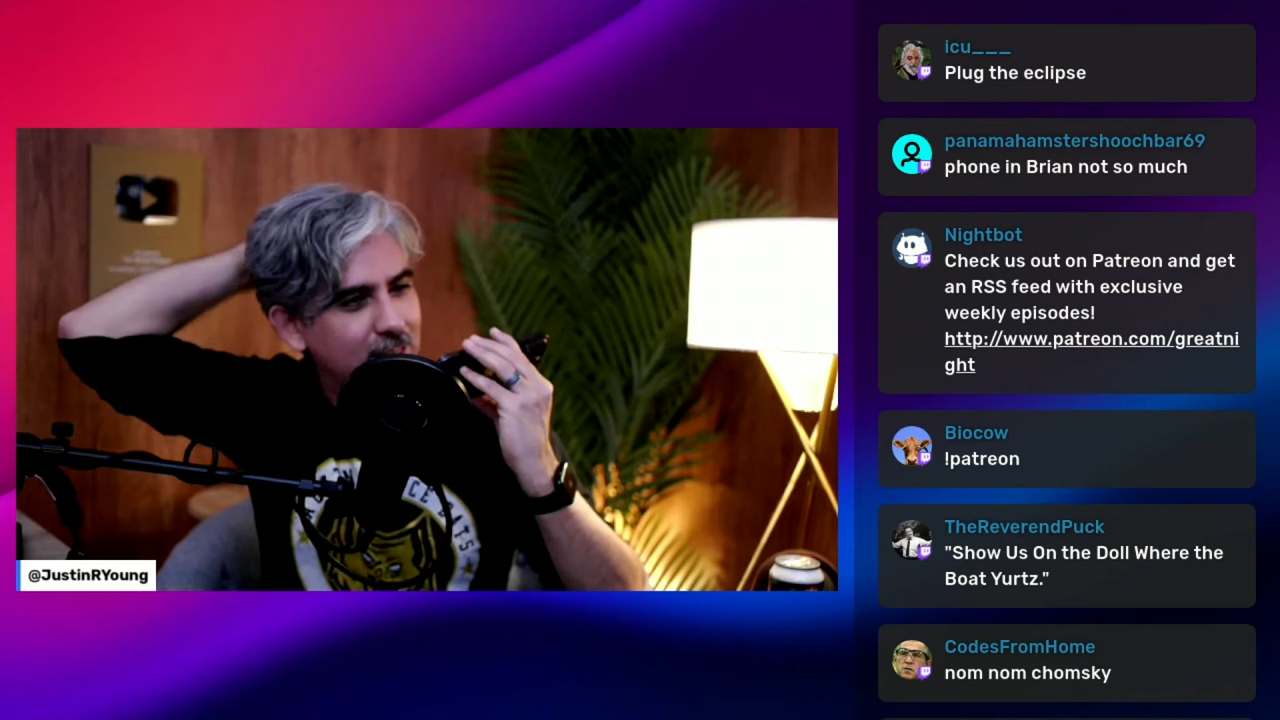 @JustinRYoung
icu___
Plug the eclipse
panamahamstershoochbar69
phone in Brian not so much
Nightbot
Check us out on Patreon and get
an RSS feed with exclusive
weekly episodes!
http://www.patreon.com/greatni
ght
Biocow
!patreon
TheReverendPuck
"Show Us On the Doll Where the
Boat Yurtz."
CodesFromHome
nom nom chomsky